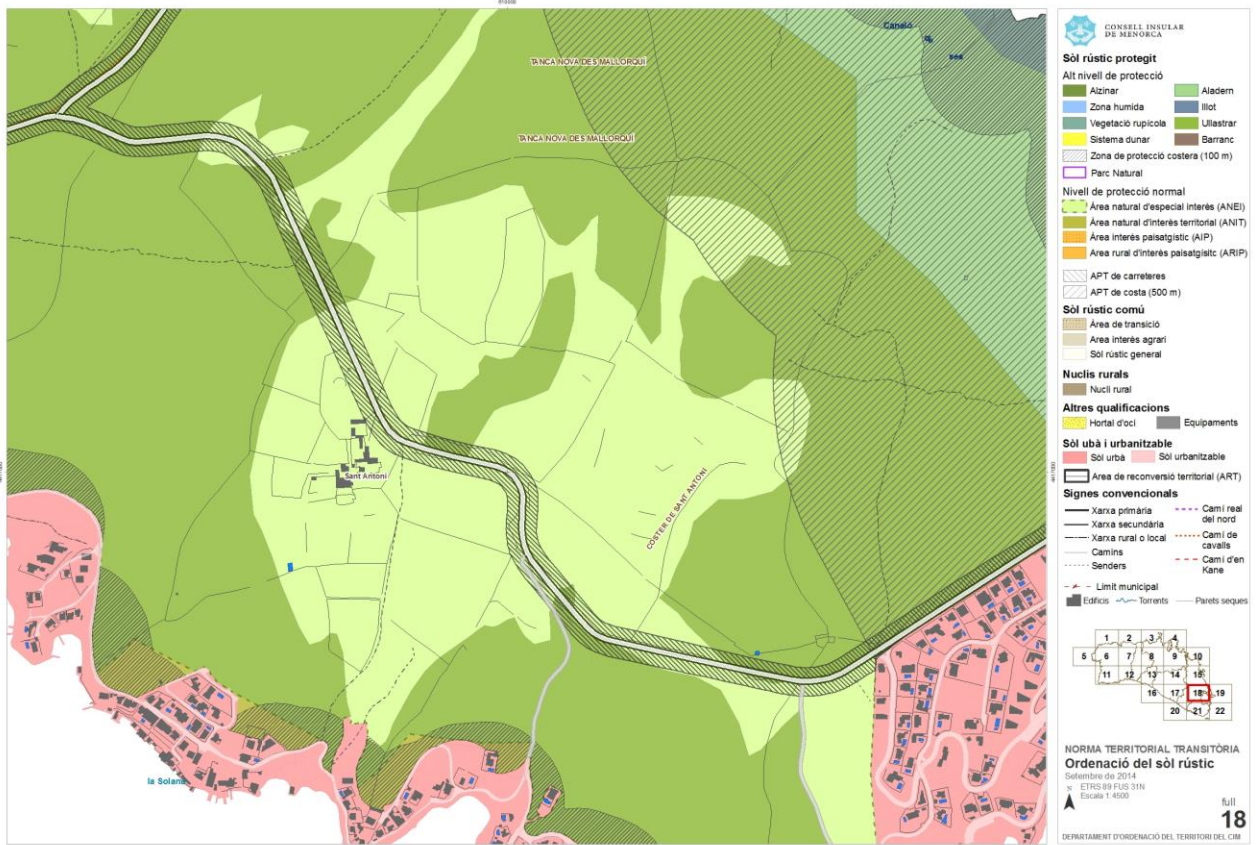 TANCA NOVA DES MALLORQUÍ
TANCA NOVA DES MALLORQUÍ
Sant Antoni
COSTER DE SANT ANTONI
la Solana
CONSELL INSULAR
DE MENORCA
Sòl rústic protegit
Alt nivell de protecció
Alzinar
Aladern
Zona humida
Illot
Vegetació rupícola
Ullastrar
Sistema dunar
Barranc
Zona de protecció costera (100 m)
Parc Natural
Nivell de protecció normal
Área natural d'especial interès (ANEI)
Àrea natural d'interès territorial (ANIT)
Àrea interès paisatgístic (AIP)
Area rural d'interès paisatgísitc (ARIP)
APT de carreteres
APT de costa (500 m)
Sòl rústic comú
Àrea de transició
Area interès agrari
Sòl rústic general
Nuclis rurals
Nucli rural
Altres qualificacions
Hortal d'oci
Equipaments
Sòl ubà i urbanitzable
Sòl urbà
Sòl urbanitzable
Area de reconversió territorial (ART)
Signes convencionals
Xarxa primària
Xarxa secundària
Xarxa rural o local
Camins
Senders
Camí real
del nord
Camí de
cavalls
Camí d'en
Kane
Límit municipal
Edificis
Torrents
Parets seques
1 2 3 4
5 6 7 8 9 10
11 12 13 14 15
16 17 18 19
20 21 22
NORMA TERRITORIAL TRANSITÒRIA
Ordenació del sòl rústic
Setembre de 2014
ETRS 89 FUS 31N
Escala 1:4500
full
18
DEPARTAMENT D'ORDENACIÓ DEL TERRITORI DEL CIM